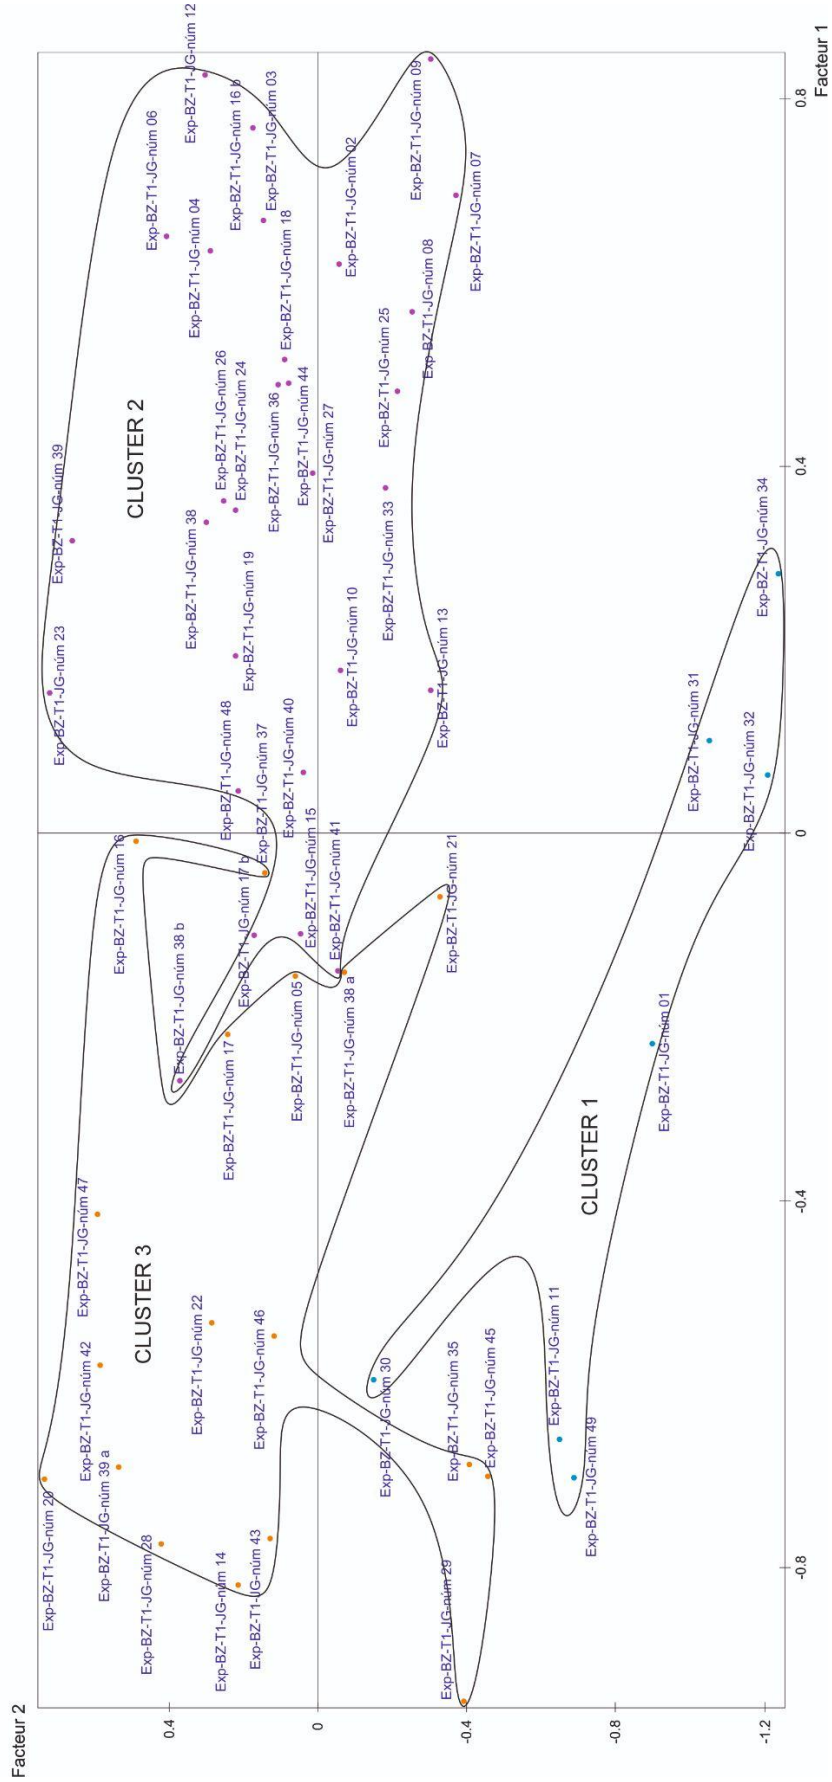 Facteur 2
Exp-BZ-T1-JG-núm 23
Exp-BZ-T1-JG-núm 39
Exp-BZ-T1-JG-núm 20
Exp-BZ-T1-JG-núm 47
Exp-BZ-T1-JG-núm 42
Exp-BZ-T1-JG-núm 39 a
Exp-BZ-T1-JG-núm 16
CLUSTER 2
CLUSTER 3
Exp-BZ-T1-JG-núm 28
Exp-BZ-T1-JG-núm 06
Exp-BZ-T1-JG-núm 38 b
0.4
Exp-BZ-T1-JG-núm 12
Exp-BZ-T1-JG-núm 04
Exp-BZ-T1-JG-núm 38
Exp-BZ-T1-JG-núm 22
Exp-BZ-T1-JG-núm 26
Exp-BZ-T1-JG-núm 24
Exp-BZ-T1-JG-núm 19
Exp-BZ-T1-JG-núm 48
Exp-BZ-T1-JG-núm 17
Exp-BZ-T1-JG-núm 14
Exp-BZ-T1-JG-núm 16 b
Exp-BZ-T1-JG-núm 17 b
Exp-BZ-T1-JG-núm 03
Exp-BZ-T1-JG-núm 37
Exp-BZ-T1-JG-núm 46
Exp-BZ-T1-JG-núm 43
Exp-BZ-T1-JG-núm 18
Exp-BZ-T1-JG-núm 36
Exp-BZ-T1-JG-núm 44
Exp-BZ-T1-JG-núm 40
Exp-BZ-T1-JG-núm 15
Exp-BZ-T1-JG-núm 05
Exp-BZ-T1-JG-núm 27
0
Exp-BZ-T1-JG-núm 02
Exp-BZ-T1-JG-núm 10
Exp-BZ-T1-JG-núm 41
Exp-BZ-T1-JG-núm 38 a
Exp-BZ-T1-JG-núm 30
Exp-BZ-T1-JG-núm 33
Exp-BZ-T1-JG-núm 25
Exp-BZ-T1-JG-núm 08
Exp-BZ-T1-JG-núm 09
Exp-BZ-T1-JG-núm 13
Exp-BZ-T1-JG-núm 21
Exp-BZ-T1-JG-núm 07
Exp-BZ-T1-JG-núm 35
Exp-BZ-T1-JG-núm 45
Exp-BZ-T1-JG-núm 29
-0.4
Exp-BZ-T1-JG-núm 11
Exp-BZ-T1-JG-núm 49
CLUSTER 1
-0.8
Exp-BZ-T1-JG-núm 01
Exp-BZ-T1-JG-núm 31
Exp-BZ-T1-JG-núm 32
Exp-BZ-T1-JG-núm 34
-1.2
-0.8
-0.4
0
0.4
0.8
Facteur 1